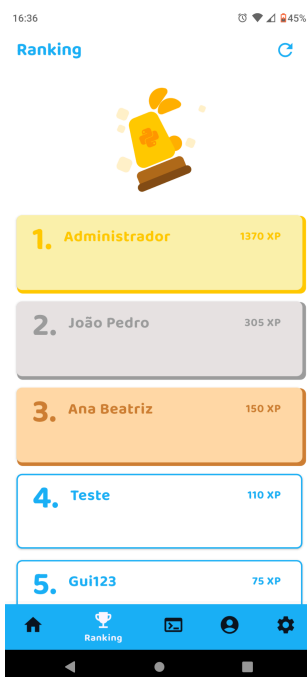 16:36
45%
Ranking
1. Administrador 1370 XP
2. João Pedro 305 XP
3. Ana Beatriz 150 XP
4. Teste 110 XP
5. Gui123 75 XP
Ranking